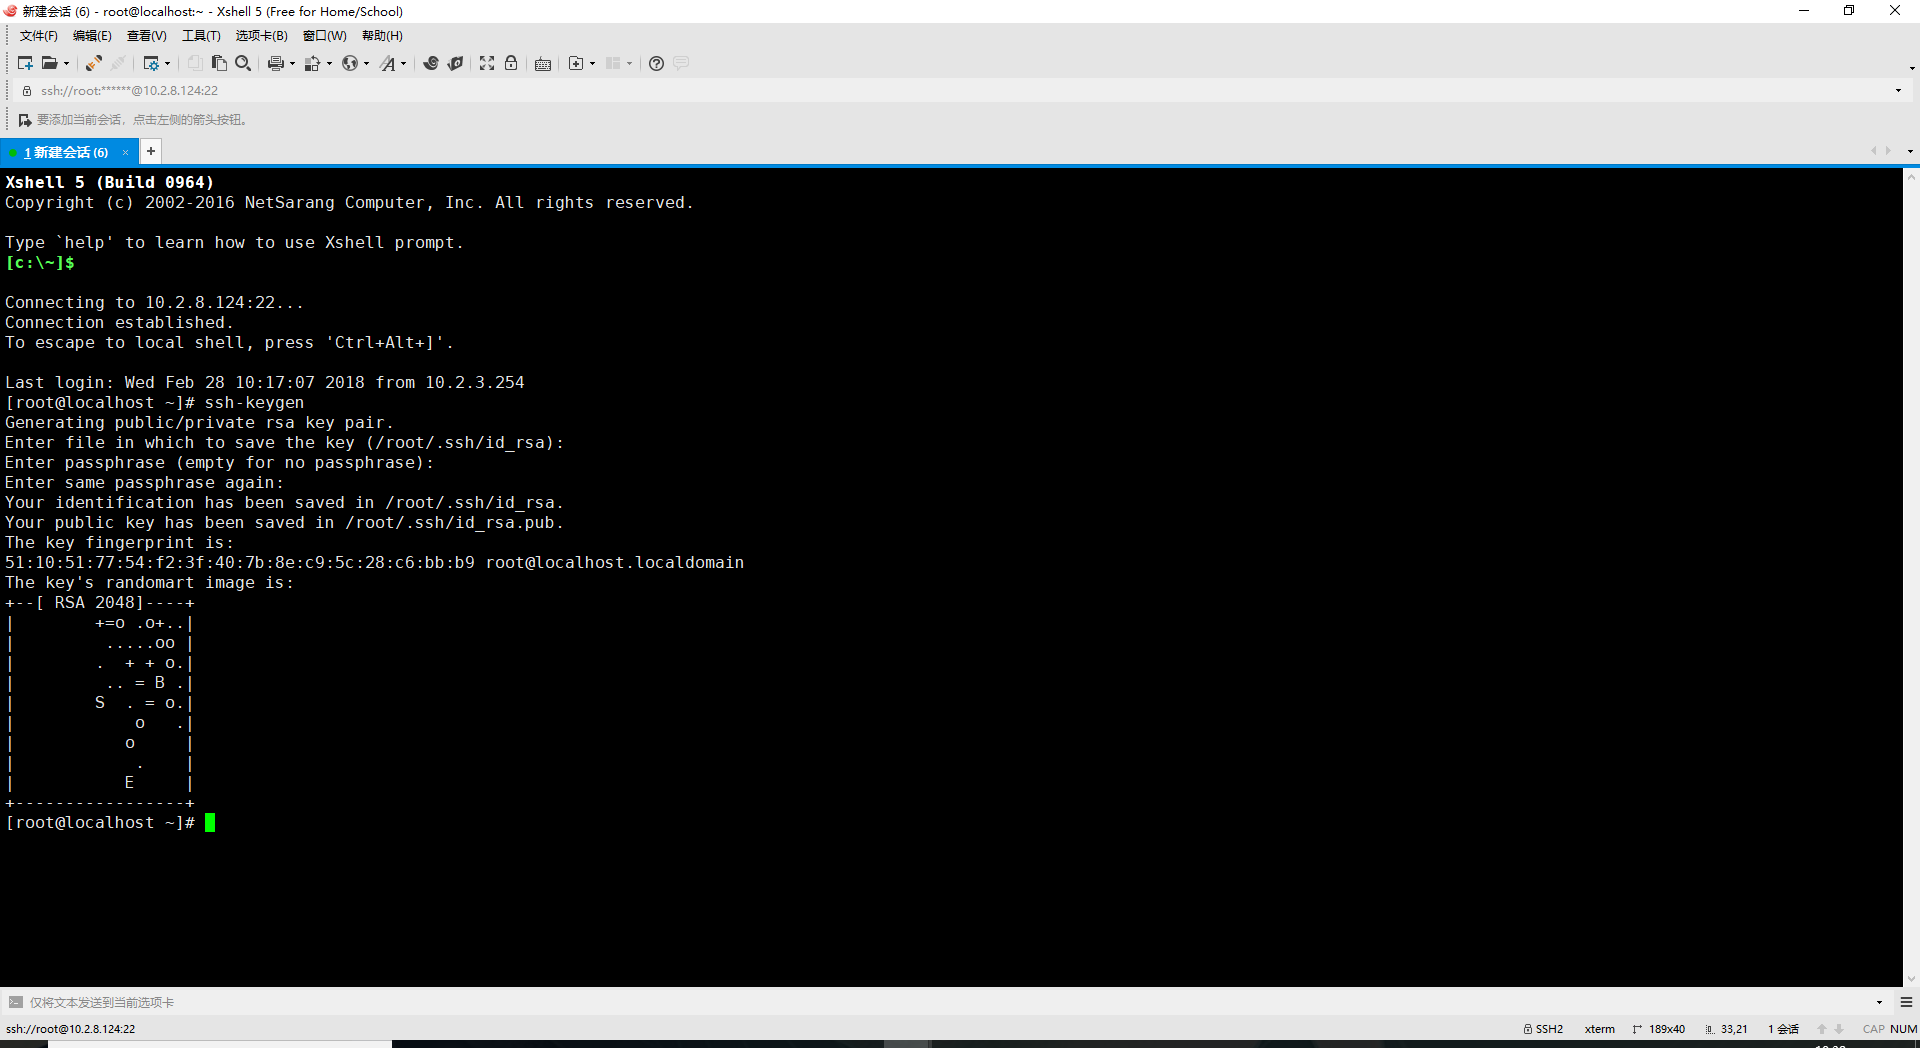 新建会话 (6) - root@localhost:~ - Xshell 5 (Free for Home/School)
文件(F) 编辑(E) 查看(V) 工具(T) 选项卡(B) 窗口(W) 帮助(H)
ssh://root:******@10.2.8.124:22
要添加当前会话，点击左侧的箭头按钮。
1 新建会话 (6) × +
Xshell 5 (Build 0964)
Copyright (c) 2002-2016 NetSarang Computer, Inc. All rights reserved.
Type `help' to learn how to use Xshell prompt.
[c:\~]$
Connecting to 10.2.8.124:22...
Connection established.
To escape to local shell, press 'Ctrl+Alt+]'.
Last login: Wed Feb 28 10:17:07 2018 from 10.2.3.254
[root@localhost ~]# ssh-keygen
Generating public/private rsa key pair.
Enter file in which to save the key (/root/.ssh/id_rsa):
Enter passphrase (empty for no passphrase):
Enter same passphrase again:
Your identification has been saved in /root/.ssh/id_rsa.
Your public key has been saved in /root/.ssh/id_rsa.pub.
The key fingerprint is:
51:10:51:77:54:f2:3f:40:7b:8e:c9:5c:28:c6:bb:b9 root@localhost.localdomain
The key's randomart image is:
+--[ RSA 2048]----+
|        +=o .o+..|
|         .....oo |
|        .  + + o.|
|         .. = B .|
|        S  . = o.|
|            o   .|
|           o     |
|            .    |
|           E     |
+-----------------+
[root@localhost ~]#
仅将文本发送到当前选项卡
ssh://root@10.2.8.124:22 SSH2 xterm 189x40 33,21 1 会话 CAP NUM